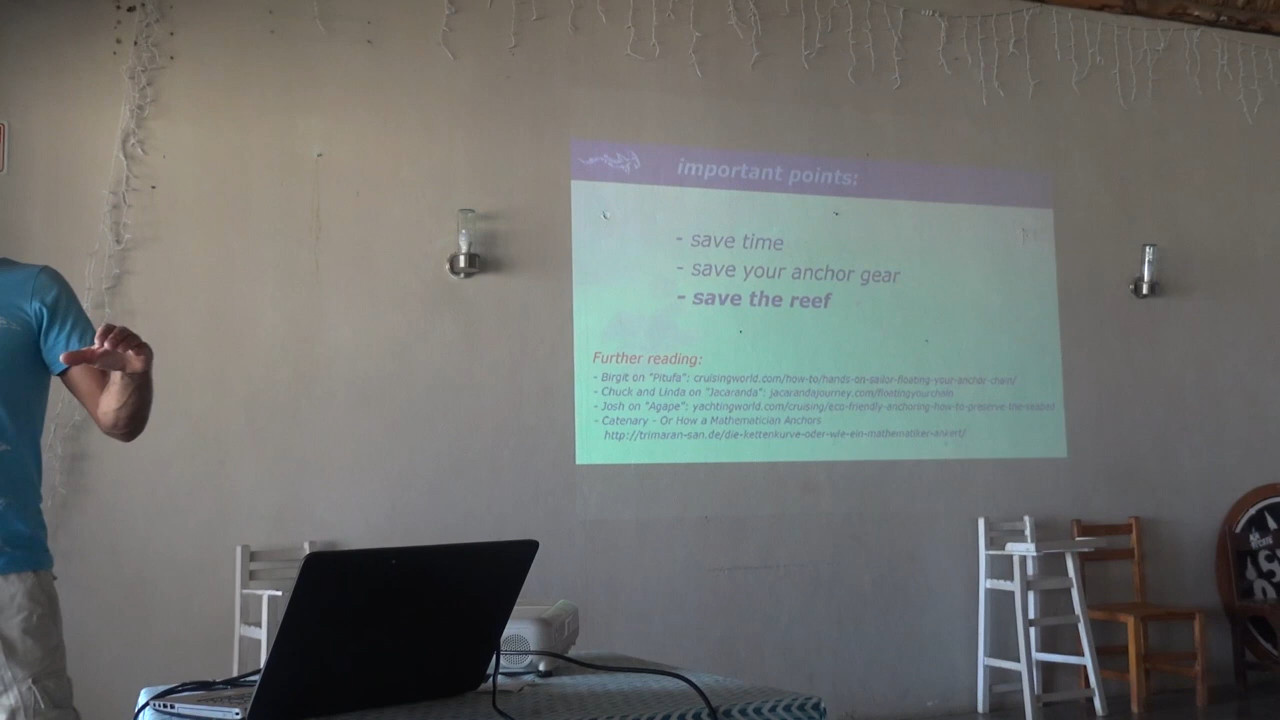 important points:
- save time
- save your anchor gear
- save the reef
Further reading:
- Birgit on "Pitufa": cruisingworld.com/how-to/hands-on-sailor-floating-your-anchor-chain/
- Chuck and Linda on "Jacaranda": jacarandajourney.com/floatingyourchain
- Josh on "Agape": yachtingworld.com/cruising/eco-friendly-anchoring-how-to-preserve-the-seabed
- Catenary - Or How a Mathematician Anchors
http://trimaran-san.de/die-kettenkurve-oder-wie-ein-mathematiker-ankert/